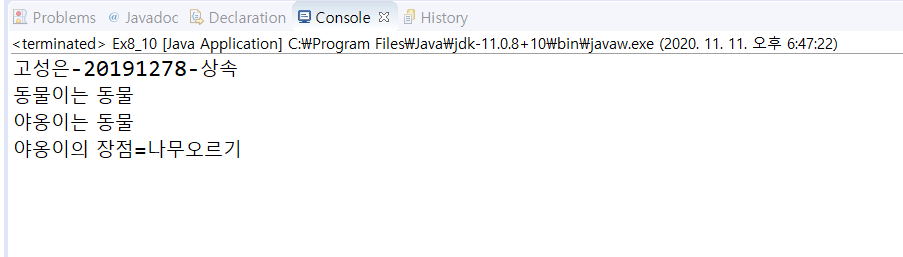 Problems @ Javadoc Declaration Console History
<terminated> Ex8_10 [Java Application] C:₩Program Files₩Java₩jdk-11.0.8+10₩bin₩javaw.exe (2020. 11. 11. 오후 6:47:22)
고성은-20191278-상속
동물이는 동물
야옹이는 동물
야옹이의 장점=나무오르기